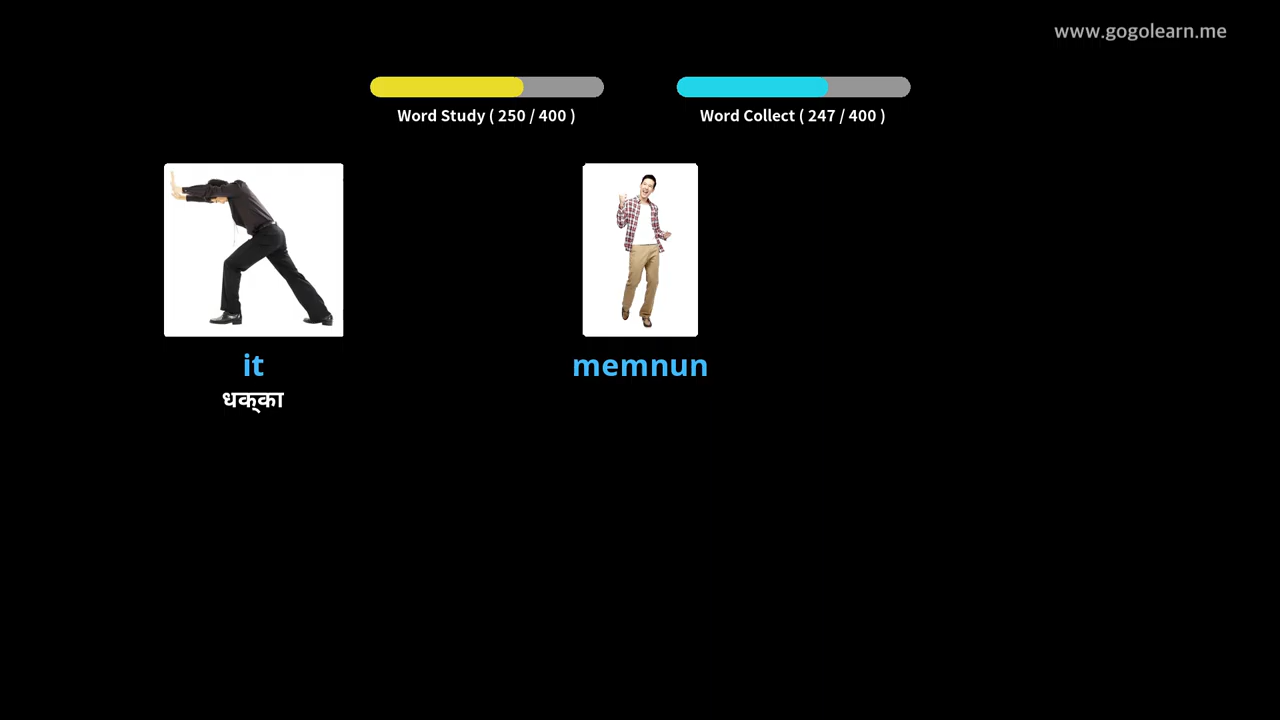 www.gogolearn.me
Word Study ( 250 / 400 )
Word Collect ( 247 / 400 )
it
धक्‍का
memnun